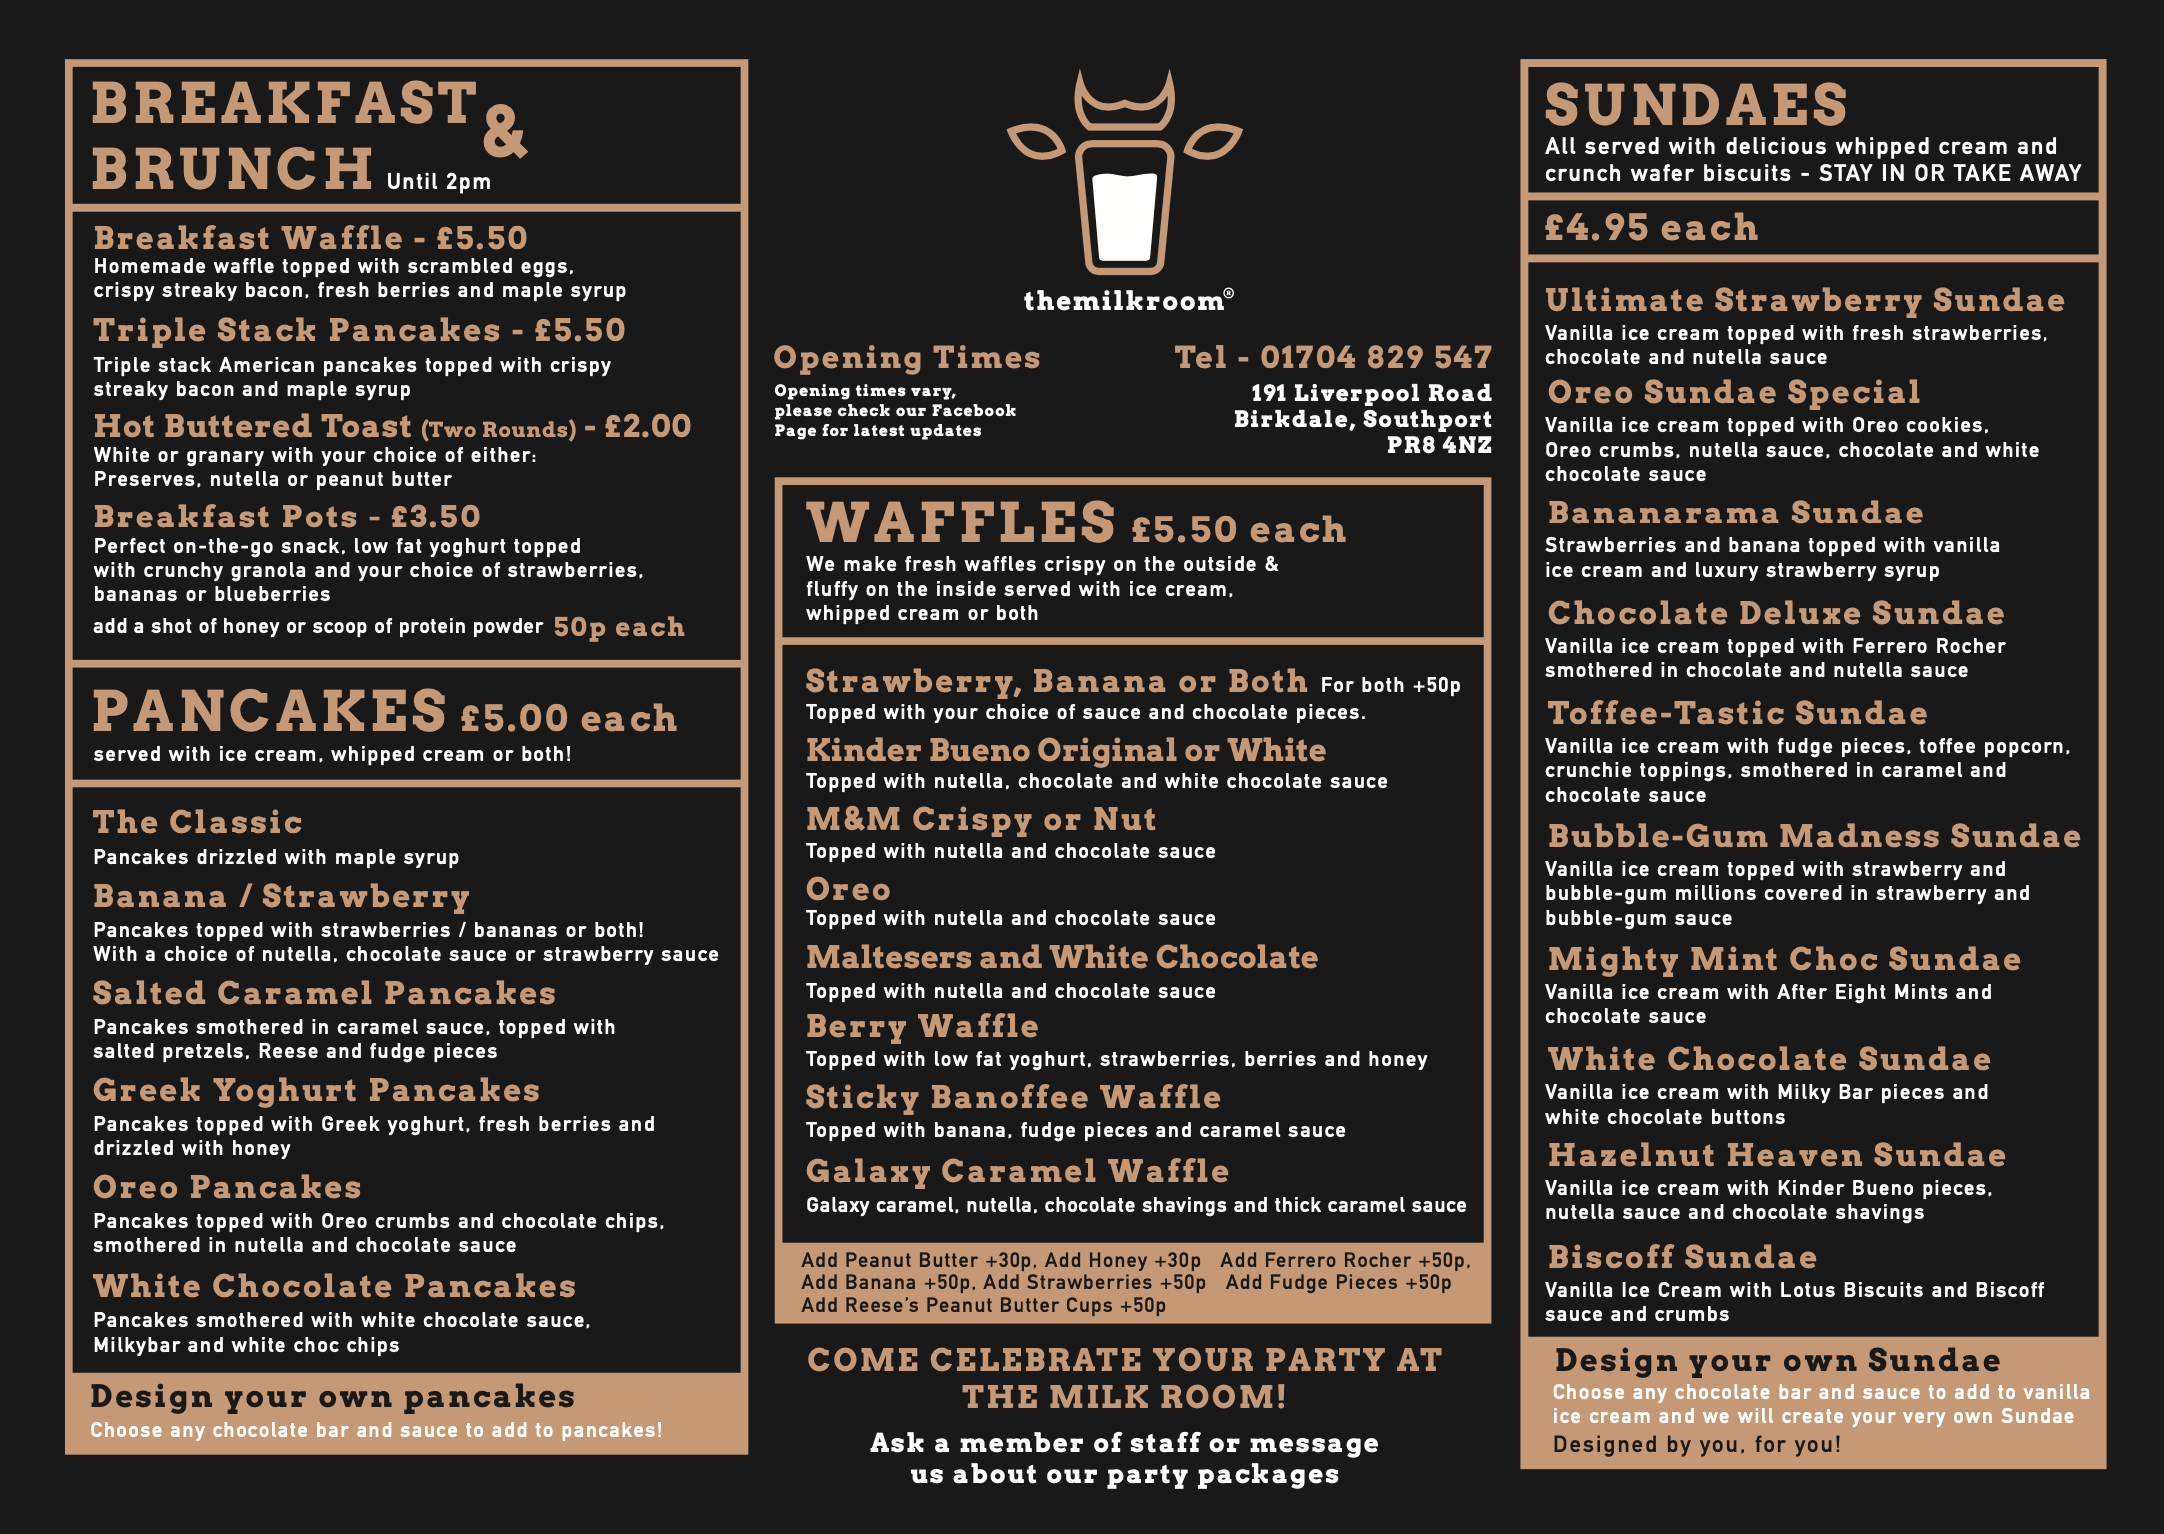 BREAKFAST &
BRUNCH Until 2pm
Breakfast Waffle - £5.50
Homemade waffle topped with scrambled eggs,
crispy streaky bacon, fresh berries and maple syrup
Triple Stack Pancakes - £5.50
Triple stack American pancakes topped with crispy
streaky bacon and maple syrup
Hot Buttered Toast (Two Rounds) - £2.00
White or granary with your choice of either:
Preserves, nutella or peanut butter
Breakfast Pots - £3.50
Perfect on-the-go snack, low fat yoghurt topped
with crunchy granola and your choice of strawberries,
bananas or blueberries
add a shot of honey or scoop of protein powder 50p each
PANCAKES £5.00 each
served with ice cream, whipped cream or both!
The Classic
Pancakes drizzled with maple syrup
Banana / Strawberry
Pancakes topped with strawberries / bananas or both!
With a choice of nutella, chocolate sauce or strawberry sauce
Salted Caramel Pancakes
Pancakes smothered in caramel sauce, topped with
salted pretzels, Reese and fudge pieces
Greek Yoghurt Pancakes
Pancakes topped with Greek yoghurt, fresh berries and
drizzled with honey
Oreo Pancakes
Pancakes topped with Oreo crumbs and chocolate chips,
smothered in nutella and chocolate sauce
White Chocolate Pancakes
Pancakes smothered with white chocolate sauce,
Milkybar and white choc chips
Design your own pancakes
Choose any chocolate bar and sauce to add to pancakes!
themilkroom®
Opening Times
Opening times vary,
please check our Facebook
Page for latest updates
Tel - 01704 829 547
191 Liverpool Road
Birkdale, Southport
PR8 4NZ
WAFFLES £5.50 each
We make fresh waffles crispy on the outside &
fluffy on the inside served with ice cream,
whipped cream or both
Strawberry, Banana or Both For both +50p
Topped with your choice of sauce and chocolate pieces.
Kinder Bueno Original or White
Topped with nutella, chocolate and white chocolate sauce
M&M Crispy or Nut
Topped with nutella and chocolate sauce
Oreo
Topped with nutella and chocolate sauce
Maltesers and White Chocolate
Topped with nutella and chocolate sauce
Berry Waffle
Topped with low fat yoghurt, strawberries, berries and honey
Sticky Banoffee Waffle
Topped with banana, fudge pieces and caramel sauce
Galaxy Caramel Waffle
Galaxy caramel, nutella, chocolate shavings and thick caramel sauce
Add Peanut Butter +30p, Add Honey +30p Add Ferrero Rocher +50p,
Add Banana +50p, Add Strawberries +50p Add Fudge Pieces +50p
Add Reese's Peanut Butter Cups +50p
COME CELEBRATE YOUR PARTY AT
THE MILK ROOM!
Ask a member of staff or message
us about our party packages
SUNDAES
All served with delicious whipped cream and
crunch wafer biscuits - STAY IN OR TAKE AWAY
£4.95 each
Ultimate Strawberry Sundae
Vanilla ice cream topped with fresh strawberries,
chocolate and nutella sauce
Oreo Sundae Special
Vanilla ice cream topped with Oreo cookies,
Oreo crumbs, nutella sauce, chocolate and white
chocolate sauce
Bananarama Sundae
Strawberries and banana topped with vanilla
ice cream and luxury strawberry syrup
Chocolate Deluxe Sundae
Vanilla ice cream topped with Ferrero Rocher
smothered in chocolate and nutella sauce
Toffee-Tastic Sundae
Vanilla ice cream with fudge pieces, toffee popcorn,
crunchie toppings, smothered in caramel and
chocolate sauce
Bubble-Gum Madness Sundae
Vanilla ice cream topped with strawberry and
bubble-gum millions covered in strawberry and
bubble-gum sauce
Mighty Mint Choc Sundae
Vanilla ice cream with After Eight Mints and
chocolate sauce
White Chocolate Sundae
Vanilla ice cream with Milky Bar pieces and
white chocolate buttons
Hazelnut Heaven Sundae
Vanilla ice cream with Kinder Bueno pieces,
nutella sauce and chocolate shavings
Biscoff Sundae
Vanilla Ice Cream with Lotus Biscuits and Biscoff
sauce and crumbs
Design your own Sundae
Choose any chocolate bar and sauce to add to vanilla
ice cream and we will create your very own Sundae
Designed by you, for you!